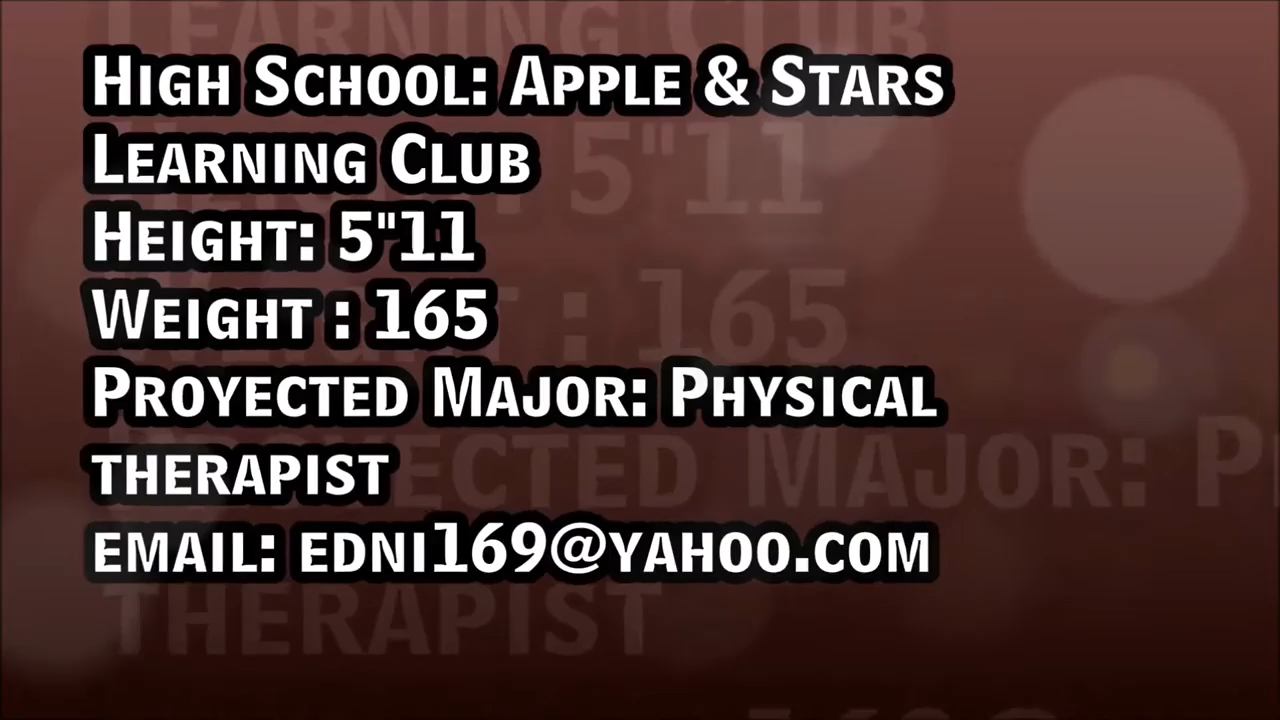 High School: Apple & Stars
Learning Club
Height: 5"11
Weight : 165
Proyected Major: Physical
therapist
email: edni169@yahoo.com